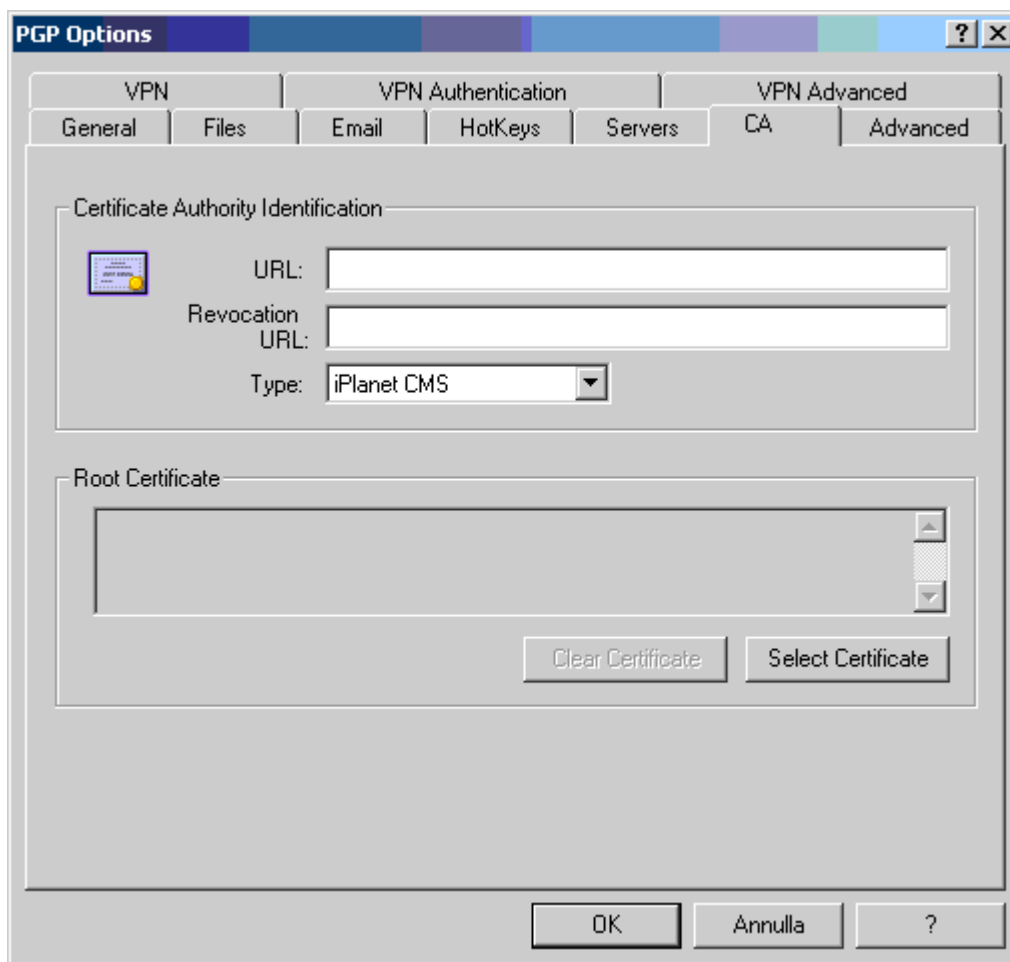 PGP Options
VPN VPN Authentication VPN Advanced
General Files Email HotKeys Servers CA Advanced
Certificate Authority Identification
URL:
Revocation
URL:
Type: iPlanet CMS
Root Certificate
Clear Certificate Select Certificate
OK Annulla ?